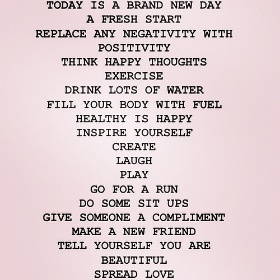 TODAY IS A BRAND NEW DAY
A FRESH START
REPLACE ANY NEGATIVITY WITH
POSITIVITY
THINK HAPPY THOUGHTS
EXERCISE
DRINK LOTS OF WATER
FILL YOUR BODY WITH FUEL
HEALTHY IS HAPPY
INSPIRE YOURSELF
CREATE
LAUGH
PLAY
GO FOR A RUN
DO SOME SIT UPS
GIVE SOMEONE A COMPLIMENT
MAKE A NEW FRIEND
TELL YOURSELF YOU ARE
BEAUTIFUL
SPREAD LOVE